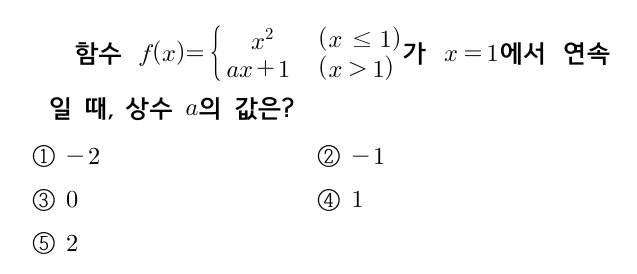 함수 f(x)={ x² (x ≤ 1) 가 x=1에서 연속
ax+1 (x>1)
일 때, 상수 a의 값은?
① −2 ② −1
③ 0 ④ 1
⑤ 2